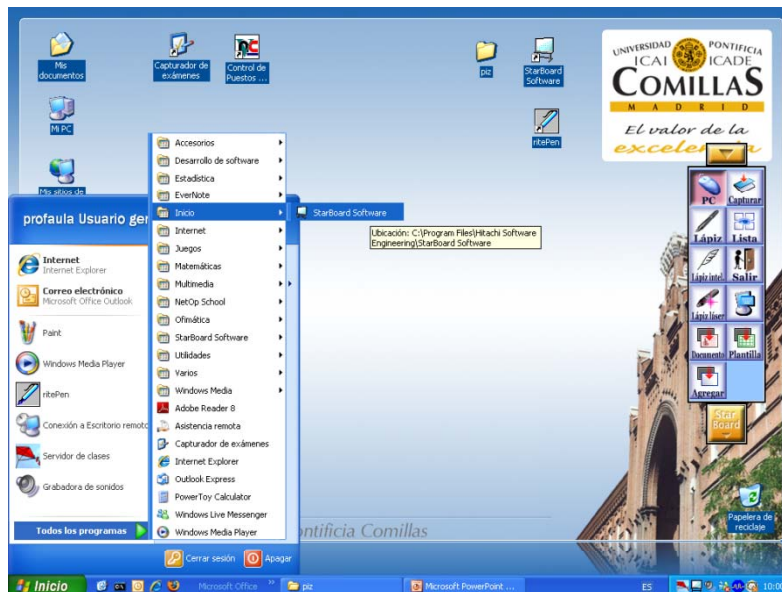 Mis
documentos
Capturador de
exámenes
Control de
Puestos ...
piz
StarBoard
Software
UNIVERSIDAD PONTIFICIA
ICAI ICADE
COMILLAS
MADRID
El valor de la
excelencia
Mi PC
ritePen
Mis sitios de
profaula Usuario ger
Internet
Internet Explorer
Correo electrónico
Microsoft Office Outlook
Paint
Windows Media Player
ritePen
Conexión a Escritorio remoto
Servidor de clases
Grabadora de sonidos
Todos los programas
Accesorios
Desarrollo de software
Estadística
EverNote
Inicio
Internet
Juegos
Matemáticas
Multimedia
NetOp School
Ofimática
StarBoard Software
Utilidades
Varios
Windows Media
Adobe Reader 8
Asistencia remota
Capturador de exámenes
Internet Explorer
Outlook Express
PowerToy Calculator
Windows Live Messenger
Windows Media Player
StarBoard Software
Ubicación: C:\Program Files\Hitachi Software
Engineering\StarBoard Software
PC Capturar
Lápiz Lista
Lápiz intel. Salir
Lápiz láser
Documento Plantilla
Agregar
Star
Board
Papelera de
reciclaje
ontificia Comillas
Cerrar sesión Apagar
Inicio Microsoft Office » piz Microsoft PowerPoint ... ES 10:00